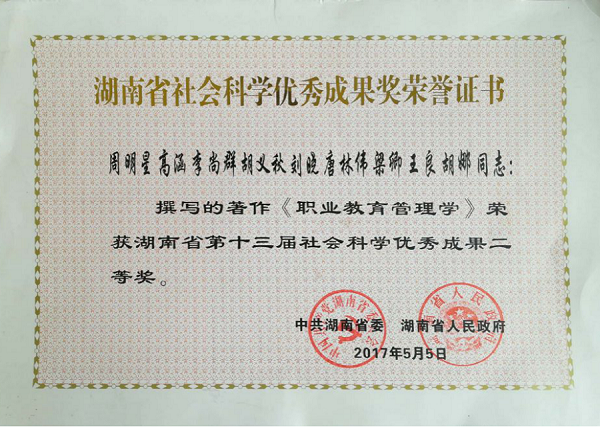 湖南省社会科学优秀成果奖荣誉证书
周明星高涵李尚群胡义秋刘晓唐林伟梁卿王良胡娜同志：
撰写的著作《职业教育管理学》荣
获湖南省第十三届社会科学优秀成果二
等奖。
中共湖南省委 湖南省人民政府
2017年5月5日